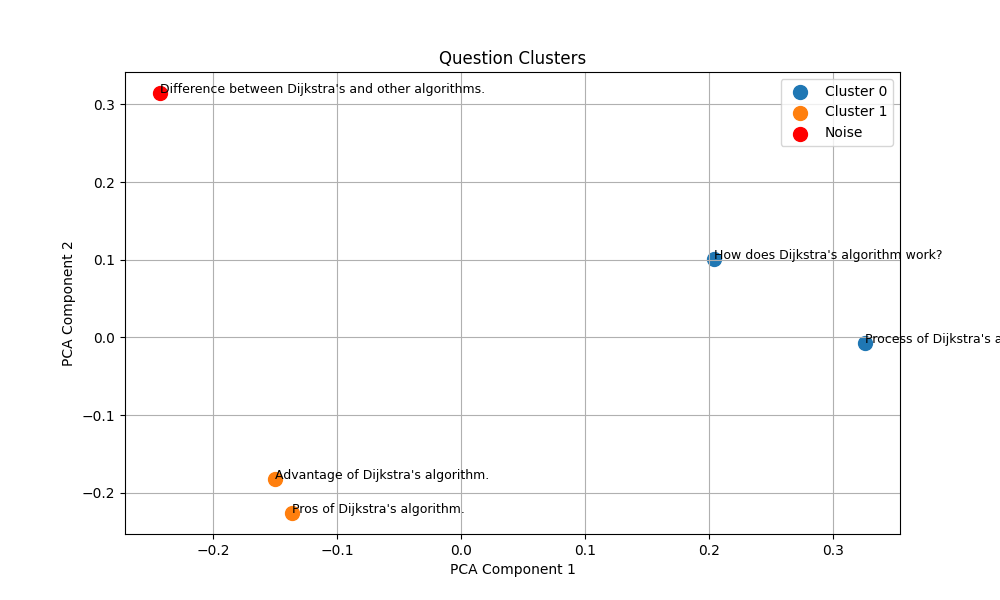 Question Clusters
Difference between Dijkstra's and other algorithms.
Cluster 0
Cluster 1
Noise
How does Dijkstra's algorithm work?
Process of Dijkstra's a
Advantage of Dijkstra's algorithm.
Pros of Dijkstra's algorithm.
PCA Component 2
0.3
0.2
0.1
0.0
−0.1
−0.2
−0.2 −0.1 0.0 0.1 0.2 0.3
PCA Component 1